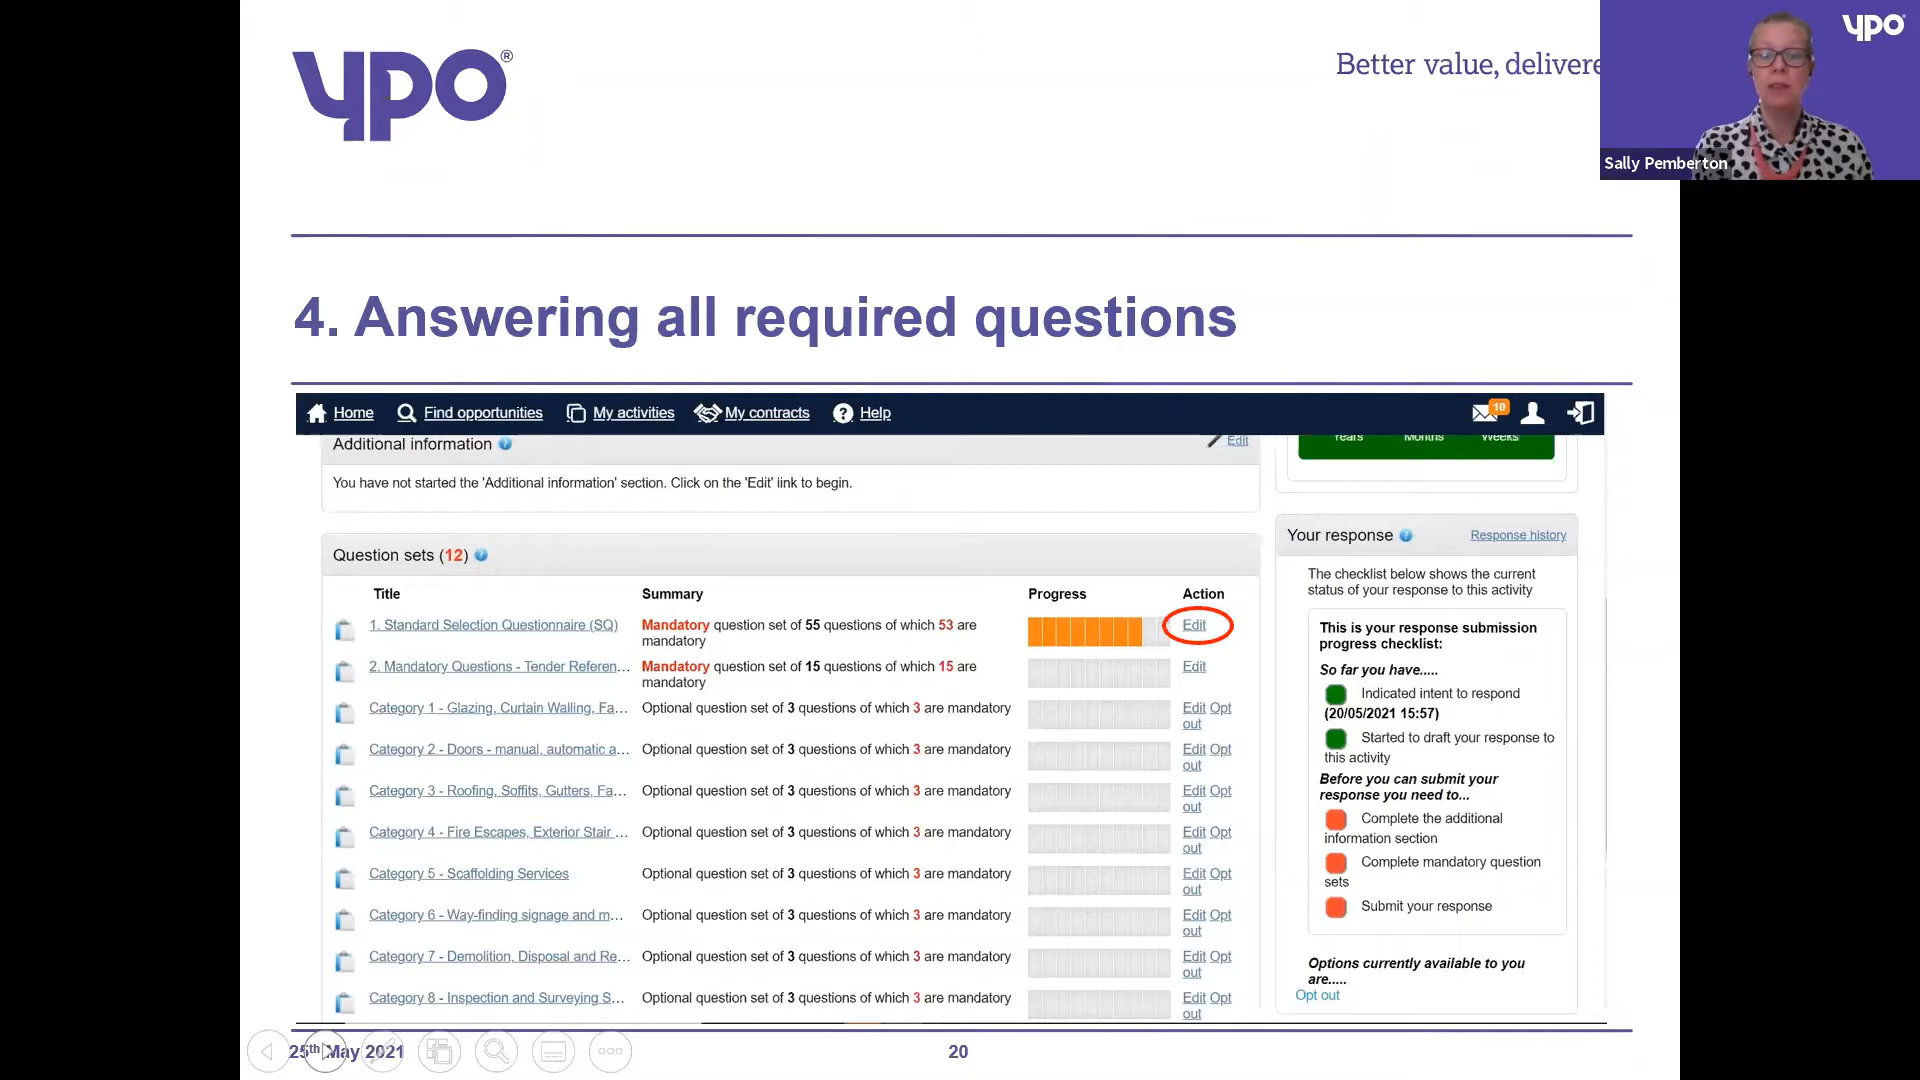 ypo®
Better value, delivere
ypo
Sally Pemberton
4. Answering all required questions
Home Find opportunities My activities My contracts ? Help 10
Additional information ? Edit
Years Months Weeks
You have not started the 'Additional information' section. Click on the 'Edit' link to begin.
Question sets (12) ?
Title Summary Progress Action
1. Standard Selection Questionnaire (SQ) Mandatory question set of 55 questions of which 53 are Edit
mandatory
2. Mandatory Questions - Tender Referen... Mandatory question set of 15 questions of which 15 are Edit
mandatory
Category 1 - Glazing, Curtain Walling, Fa... Optional question set of 3 questions of which 3 are mandatory Edit Opt
out
Category 2 - Doors - manual, automatic a... Optional question set of 3 questions of which 3 are mandatory Edit Opt
out
Category 3 - Roofing, Soffits, Gutters, Fa... Optional question set of 3 questions of which 3 are mandatory Edit Opt
out
Category 4 - Fire Escapes, Exterior Stair ... Optional question set of 3 questions of which 3 are mandatory Edit Opt
out
Category 5 - Scaffolding Services Optional question set of 3 questions of which 3 are mandatory Edit Opt
out
Category 6 - Way-finding signage and m... Optional question set of 3 questions of which 3 are mandatory Edit Opt
out
Category 7 - Demolition, Disposal and Re... Optional question set of 3 questions of which 3 are mandatory Edit Opt
out
Category 8 - Inspection and Surveying S... Optional question set of 3 questions of which 3 are mandatory Edit Opt
out
Your response ? Response history
The checklist below shows the current
status of your response to this activity
This is your response submission
progress checklist:
So far you have.....
Indicated intent to respond
(20/05/2021 15:57)
Started to draft your response to
this activity
Before you can submit your
response you need to...
Complete the additional
information section
Complete mandatory question
sets
Submit your response
Options currently available to you
are.....
Opt out
25th May 2021
20